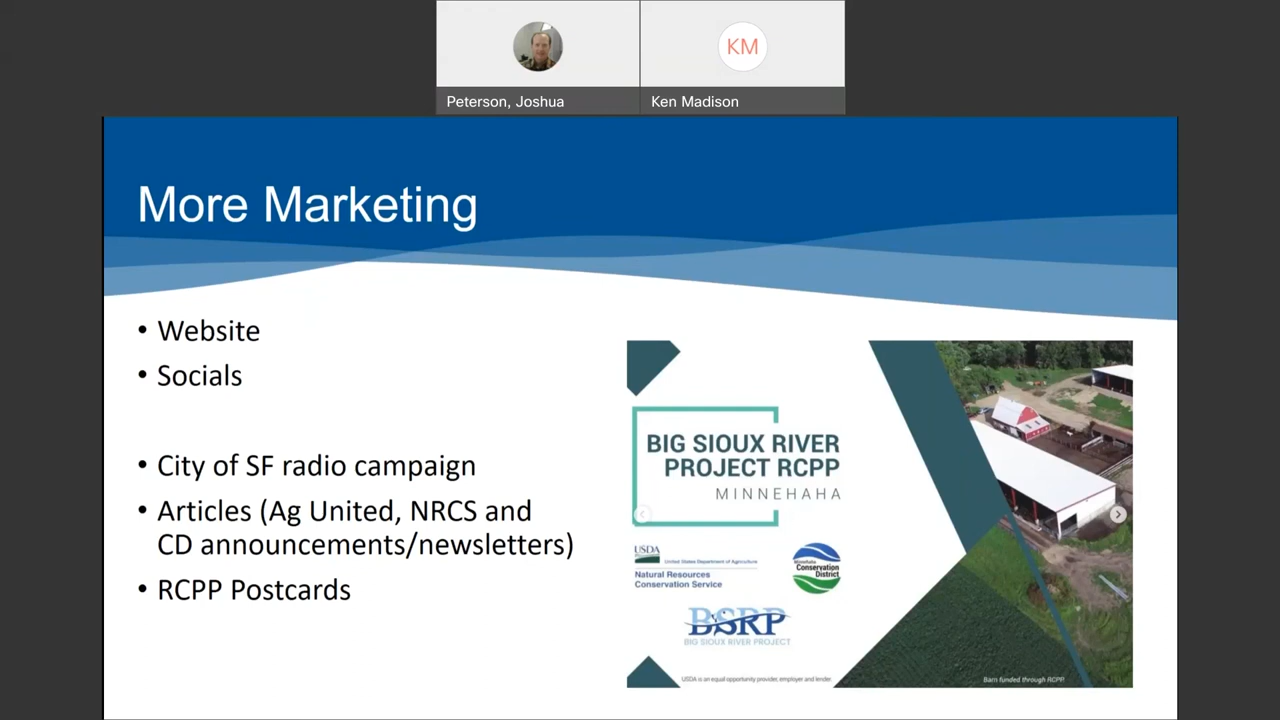 KM
Peterson, Joshua
Ken Madison
More Marketing
• Website
• Socials
• City of SF radio campaign
• Articles (Ag United, NRCS and
CD announcements/newsletters)
• RCPP Postcards
BIG SIOUX RIVER
PROJECT RCPP
MINNEHAHA
USDA
United States Department of Agriculture
Natural Resources
Conservation Service
Minnehaha
Conservation
District
BSRP
BIG SIOUX RIVER PROJECT
USDA is an equal opportunity provider, employer and lender.
Barn funded through RCPP